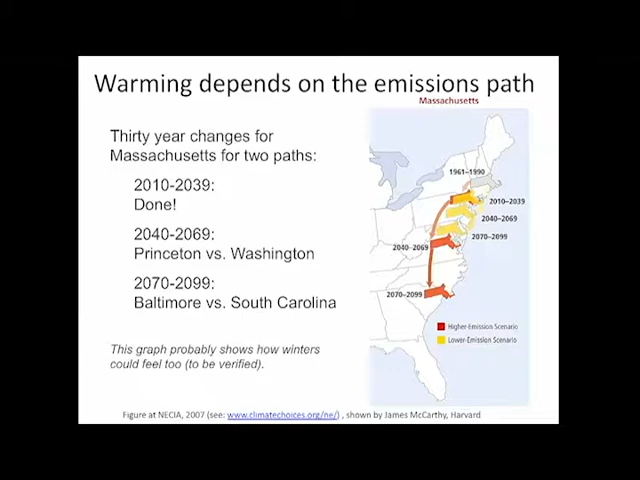 Warming depends on the emissions path
Massachusetts
Thirty year changes for
Massachusetts for two paths:
2010-2039:
Done!
2040-2069:
Princeton vs. Washington
2070-2099:
Baltimore vs. South Carolina
This graph probably shows how winters
could feel too (to be verified).
1961–1990
2010–2039
2040–2069
2070–2099
2040–2069
2070–2099
Higher-Emission Scenario
Lower-Emission Scenario
Figure at NECIA, 2007 (see: www.climatechoices.org/ne/) , shown by James McCarthy, Harvard